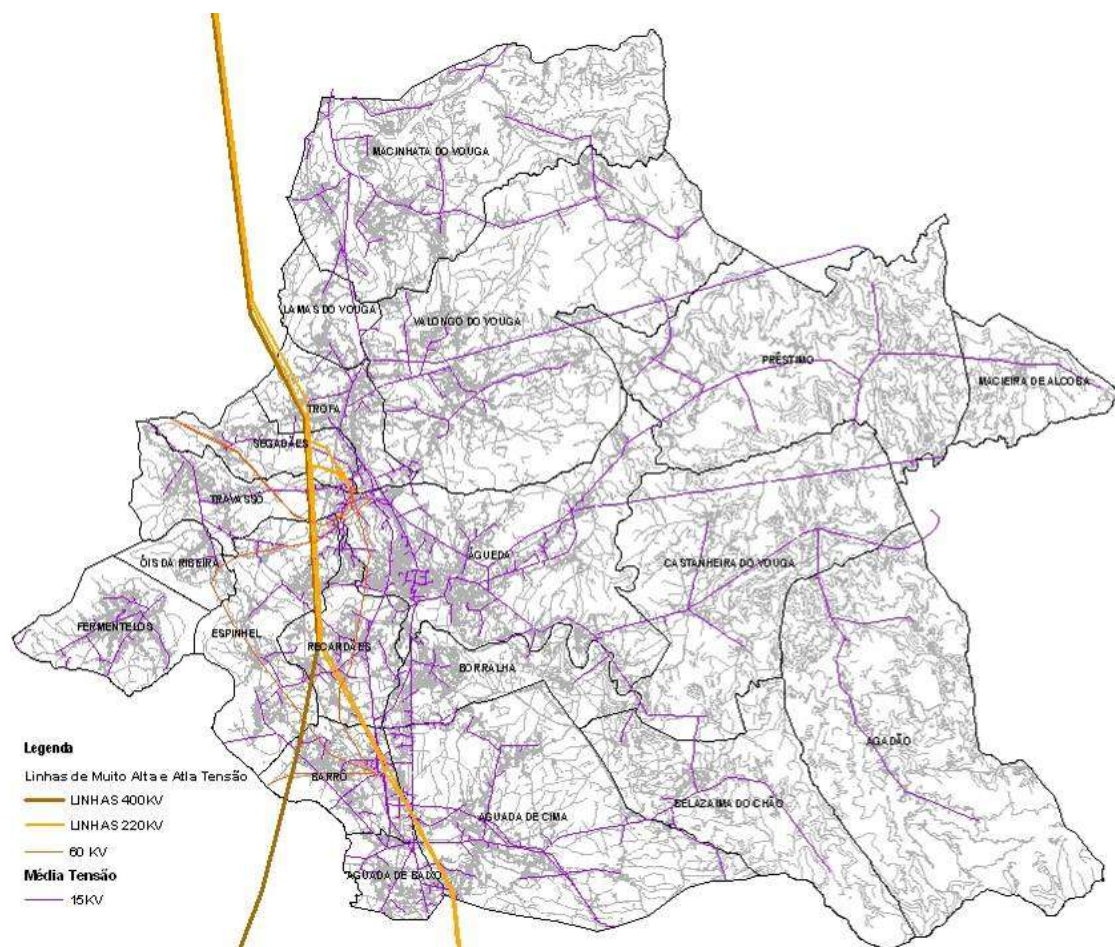 MACINHATA DO VOUGA
LAMAS DO VOUGA
VALONGO DO VOUGA
PRÉSTIMO
MACIEIRA DE ALCOBA
TROFA
SEGADÃES
TRAVASSÔ
ÁGUEDA
ÓIS DA RIBEIRA
CASTANHEIRA DO VOUGA
FERMENTELOS
ESPINHEL
RECARDÃES
BORRALHA
AGADÃO
BARRÔ
BELAZAIMA DO CHÃO
AGUADA DE CIMA
AGUADA DE BAIXO
Legenda
Linhas de Muito Alta e Atla Tensão
LINHAS 400KV
LINHAS 220KV
60 KV
Média Tensão
15KV